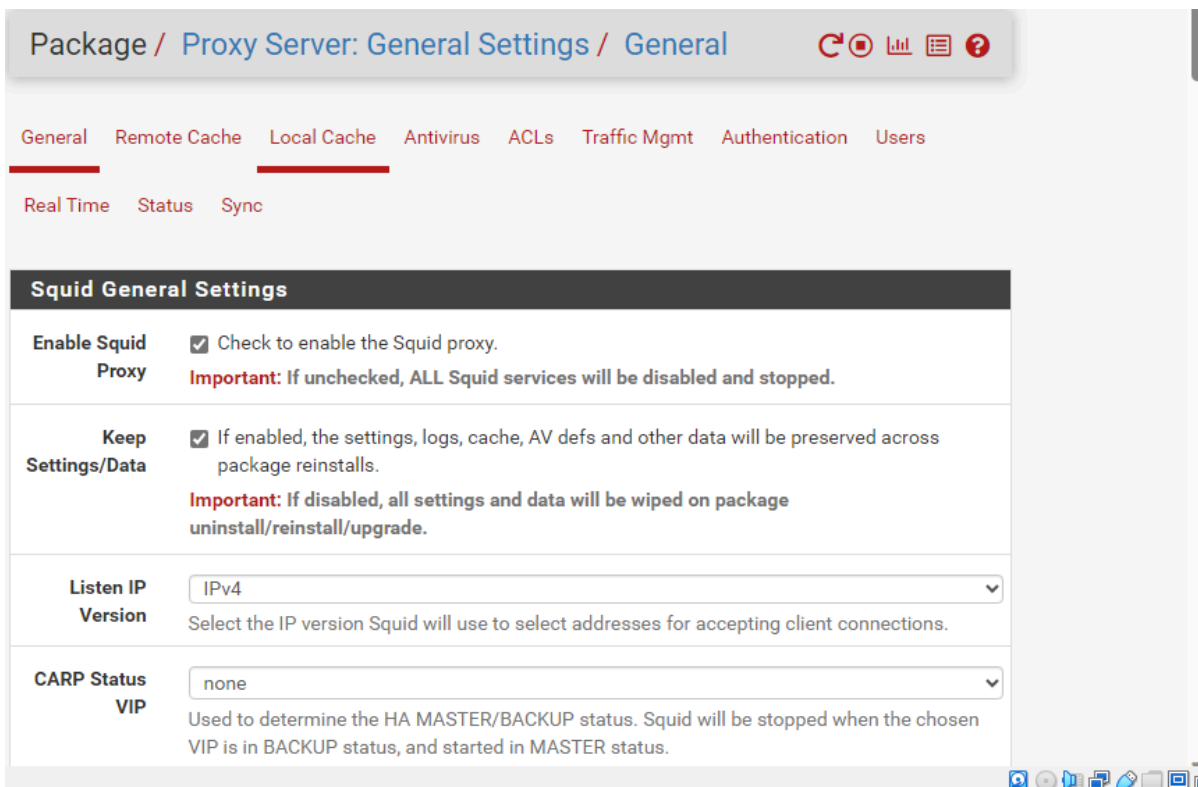 Package / Proxy Server: General Settings / General
General Remote Cache Local Cache Antivirus ACLs Traffic Mgmt Authentication Users
Real Time Status Sync
Squid General Settings
Enable Squid Proxy
Check to enable the Squid proxy.
Important: If unchecked, ALL Squid services will be disabled and stopped.
Keep Settings/Data
If enabled, the settings, logs, cache, AV defs and other data will be preserved across
package reinstalls.
Important: If disabled, all settings and data will be wiped on package
uninstall/reinstall/upgrade.
Listen IP Version
IPv4
Select the IP version Squid will use to select addresses for accepting client connections.
CARP Status VIP
none
Used to determine the HA MASTER/BACKUP status. Squid will be stopped when the chosen
VIP is in BACKUP status, and started in MASTER status.